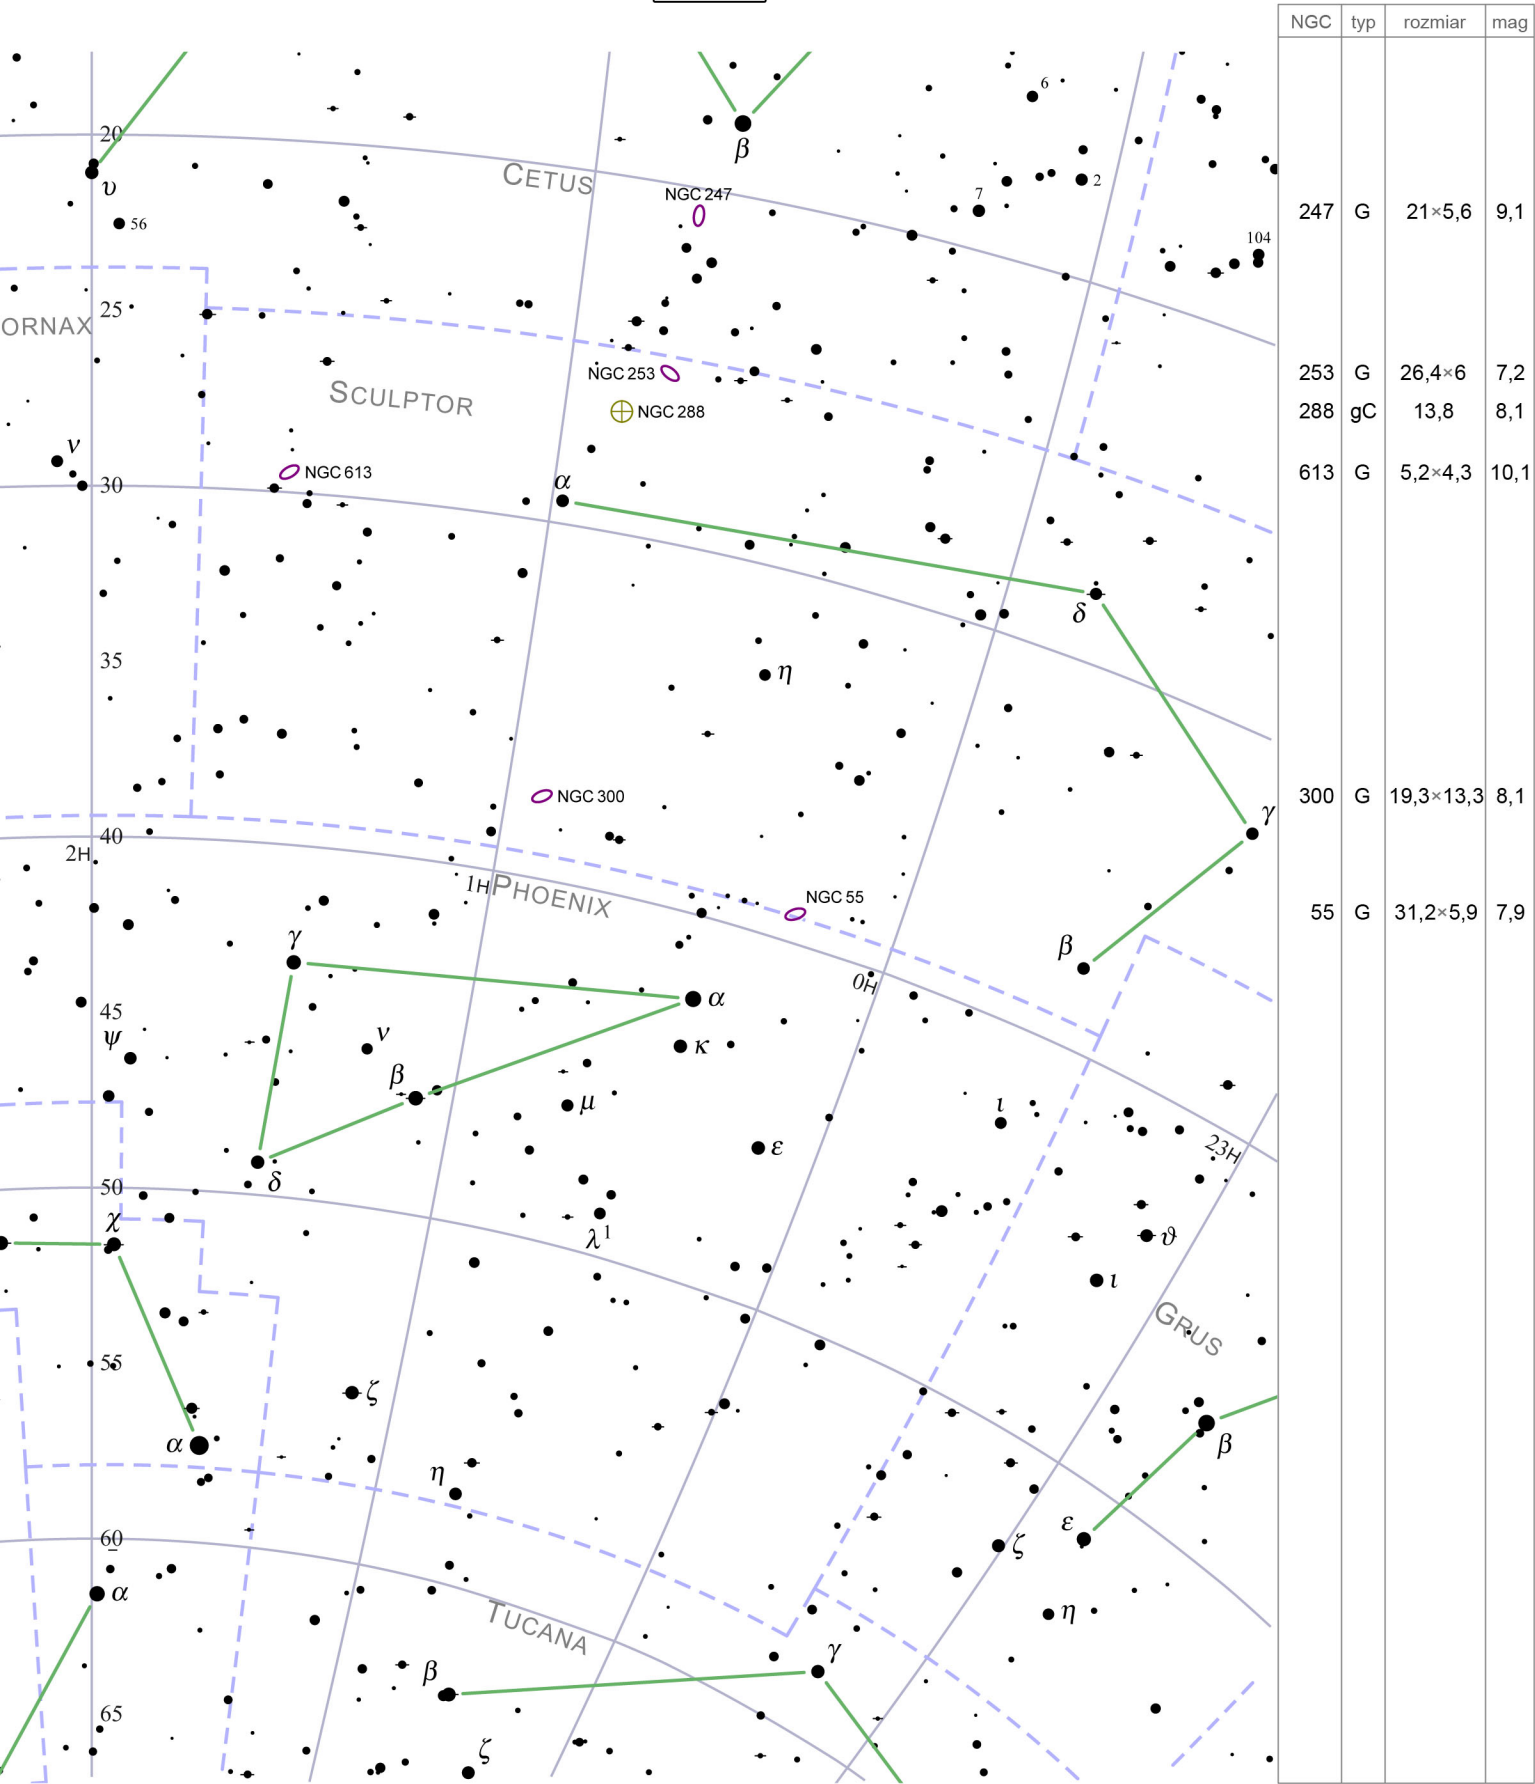 NGC typ rozmiar mag
6
20
β
CETUS
υ
NGC 247
7
2
56
247 G 21×5,6 9,1
104
25
ORNAX
NGC 253
253 G 26,4×6 7,2
SCULPTOR
NGC 288
288 gC 13,8 8,1
ν
NGC 613
613 G 5,2×4,3 10,1
30
α
δ
35
η
NGC 300
300 G 19,3×13,3 8,1
γ
40
2H
1H
PHOENIX
NGC 55
55 G 31,2×5,9 7,9
γ
β
0H
α
45
ψ
ν
κ
β
μ
ι
23H
ε
δ
50
χ
λ¹
ϑ
ι
GRUS
55
ζ
α
β
η
60
ε
ζ
α
η
TUCANA
γ
β
65
ζ